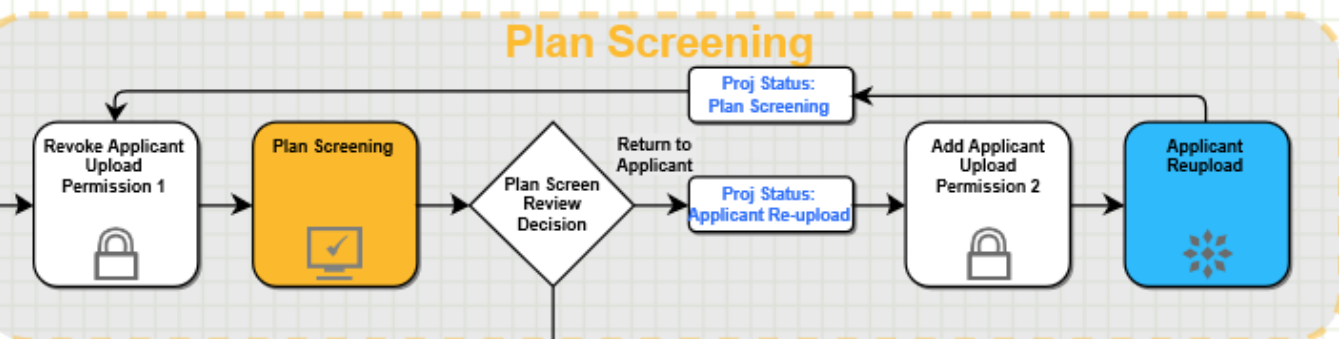 Plan Screening
Proj Status:
Plan Screening
Revoke Applicant
Upload
Permission 1
Plan Screening
Plan Screen
Review
Decision
Return to
Applicant
Proj Status:
Applicant Re-upload
Add Applicant
Upload
Permission 2
Applicant
Reupload